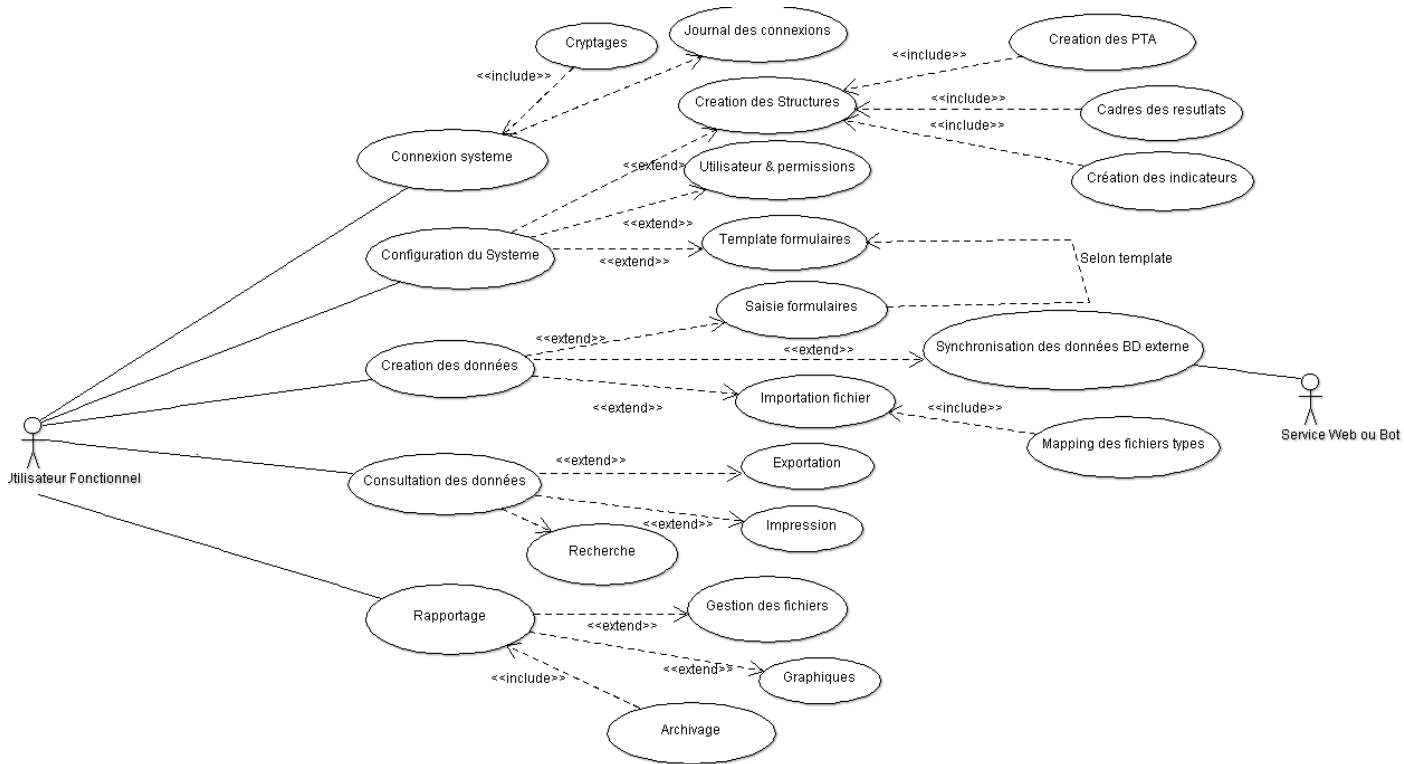 Journal des connexions
Cryptages
Creation des PTA
<<include>>
<<include>>
Creation des Structures
<<include>>
Cadres des resutlats
<<include>>
Connexion systeme
<<extend>
Utilisateur & permissions
Création des indicateurs
<<extend>>
Template formulaires
Configuration du Systeme
<<extend>>
Selon template
Saisie formulaires
<<extend>>
<<extend>>
Synchronisation des données BD externe
Creation des données
Importation fichier
<<extend>>
<<include>>
Service Web ou Bot
Mapping des fichiers types
<<extend>>
Exportation
Utilisateur Fonctionnel
Consultation des données
<<extend>>
Impression
Recherche
Gestion des fichiers
Rapportage
<<extend>>
<<extend>>
Graphiques
<<include>>
Archivage